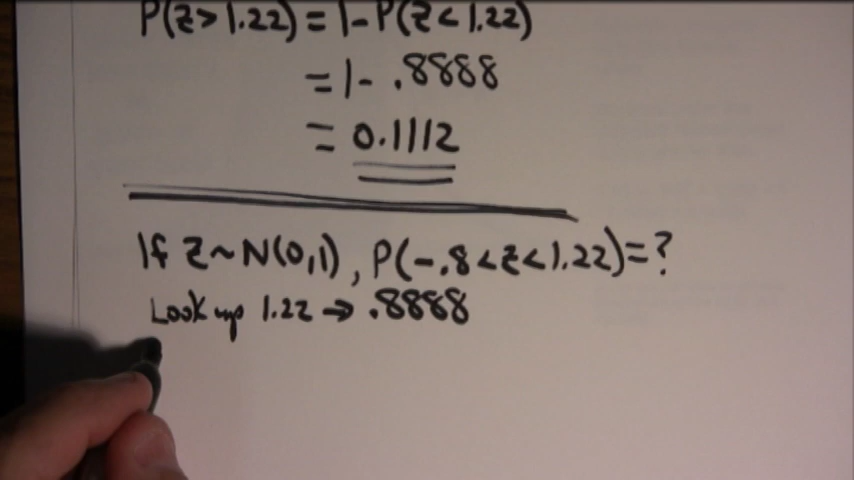 P(Z>1.22)=1-P(Z<1.22)
=1-.8888
=0.1112
If Z~N(0,1), P(-.8<Z<1.22)=?
Look up 1.22→.8888